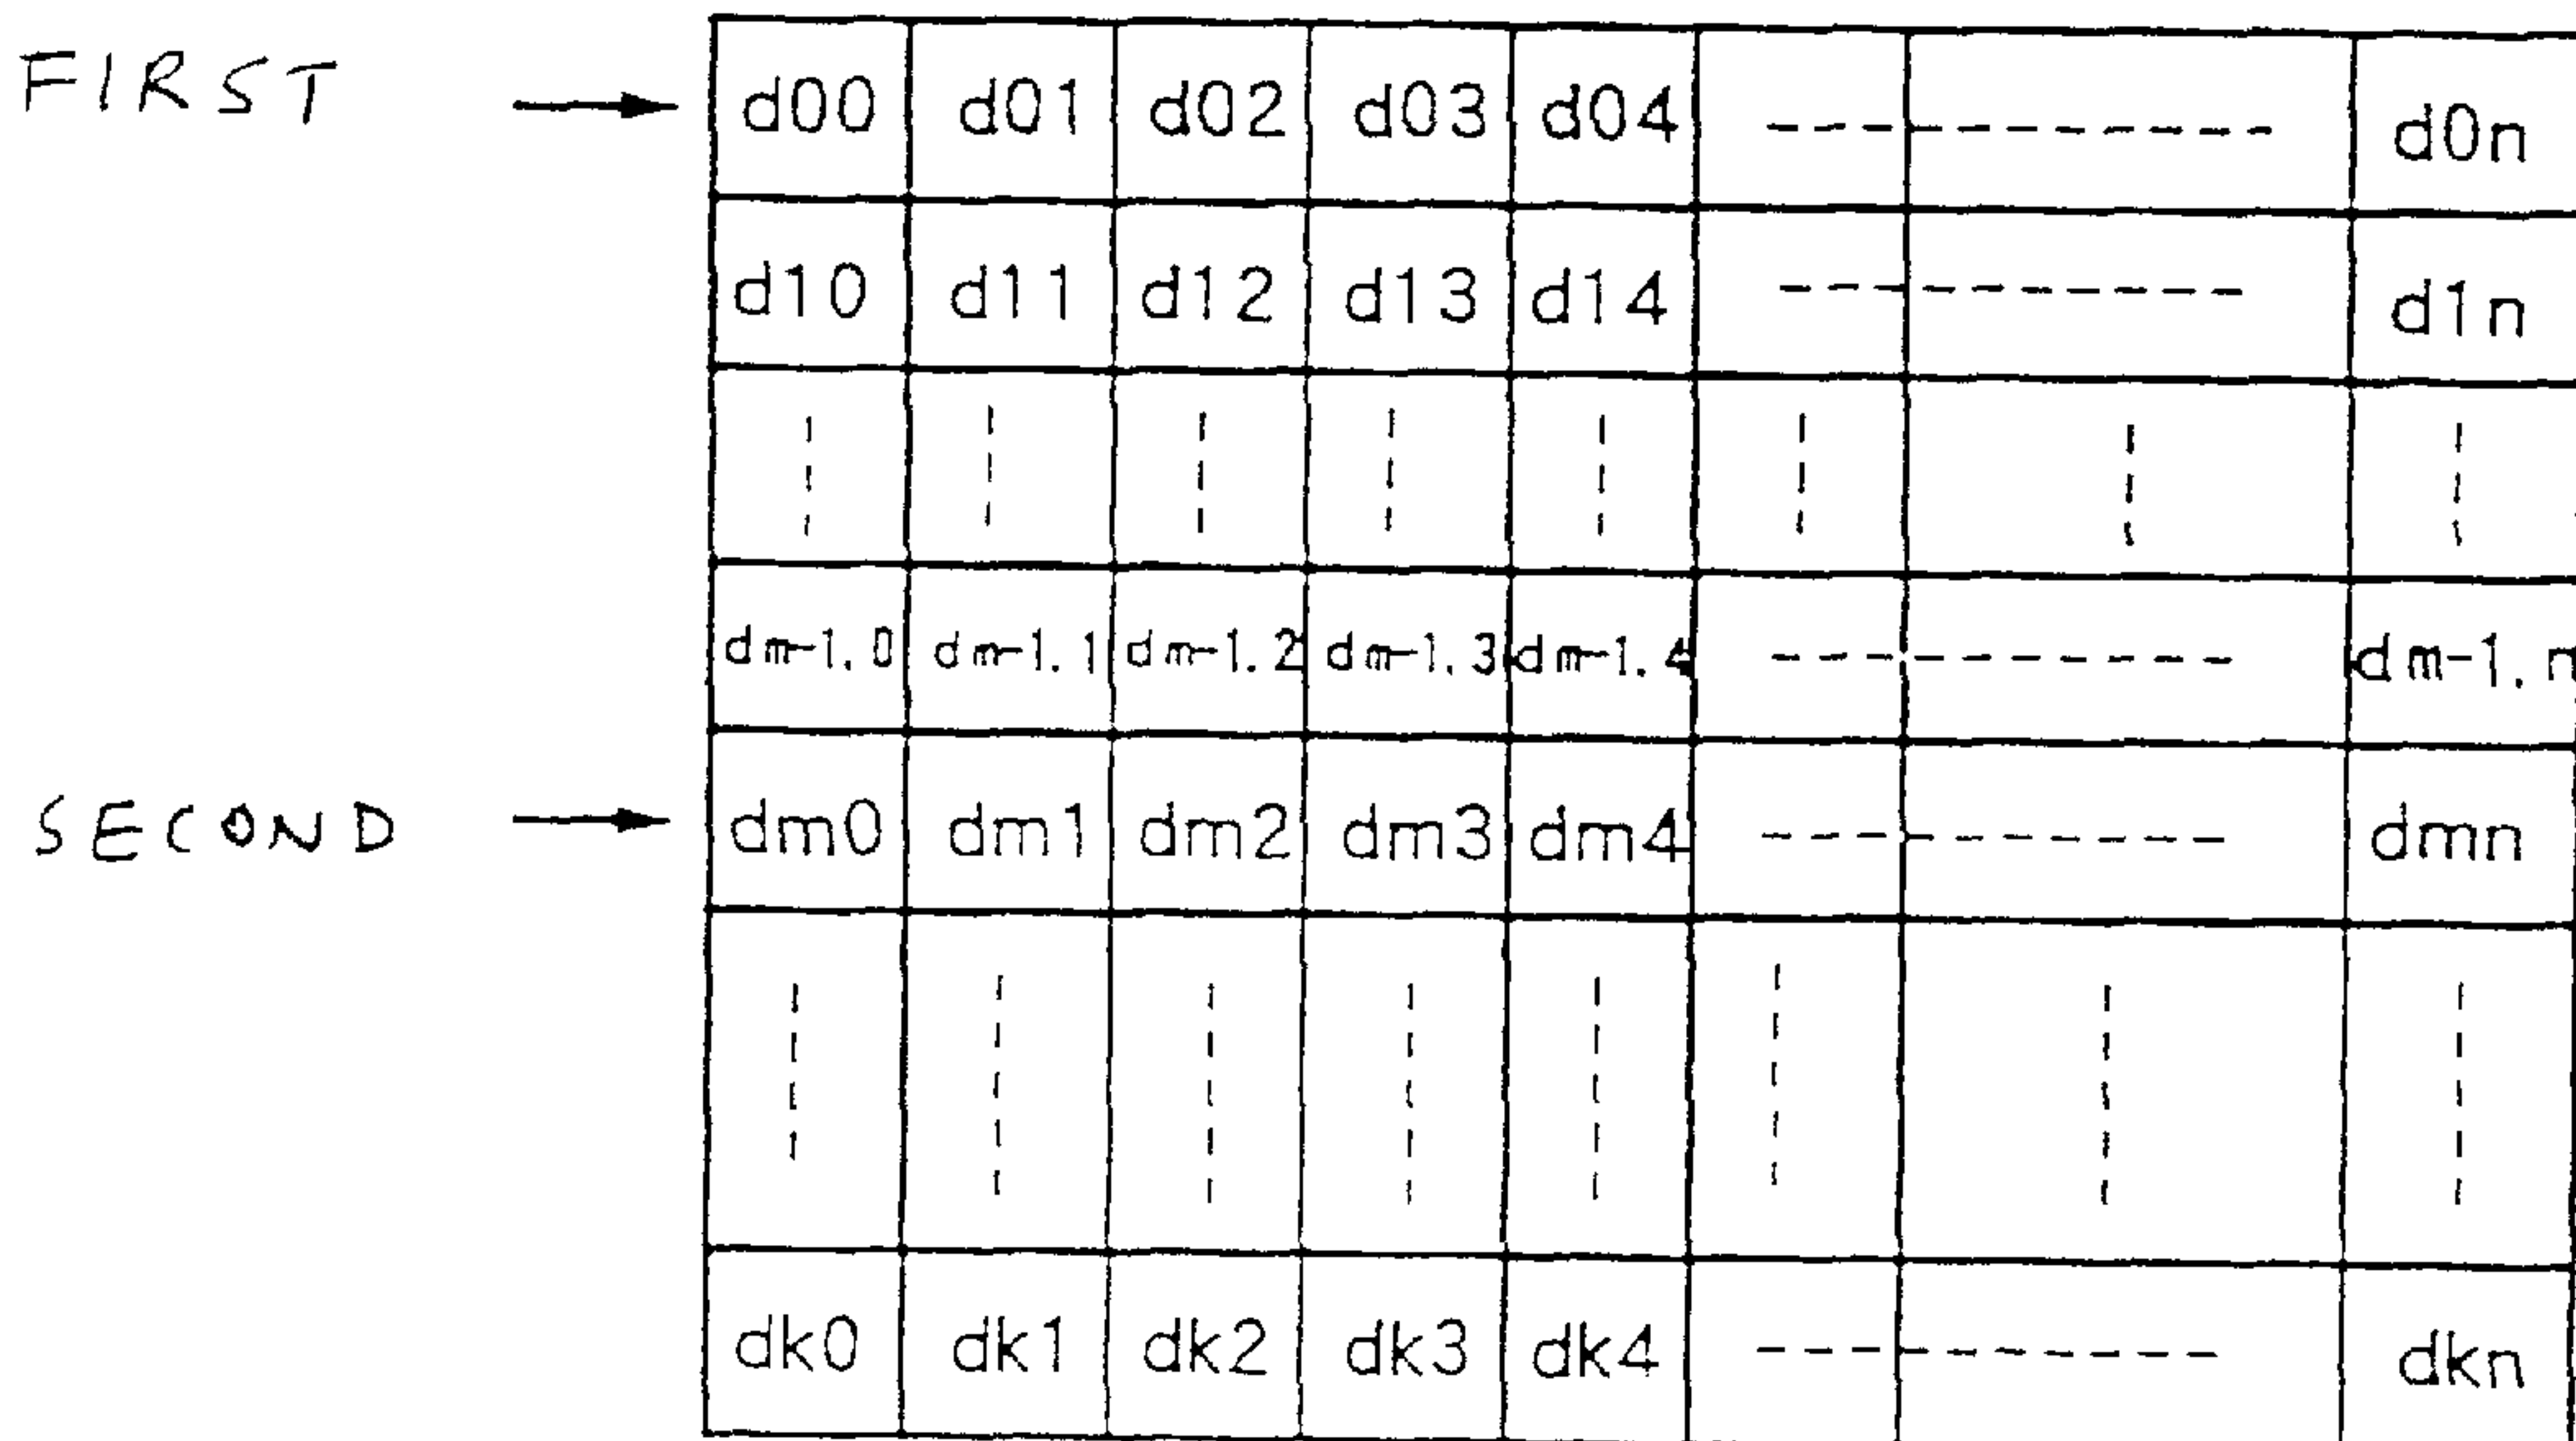 FIRST d00 d01 d02 d03 d04 d0n
d10 d11 d12 d13 d14 d1n
dm-1.0 dm-1.1 dm-1.2 dm-1.3 dm-1.4 dm-1.n
SECOND dm0 dm1 dm2 dm3 dm4 dmn
dk0 dk1 dk2 dk3 dk4 dkn